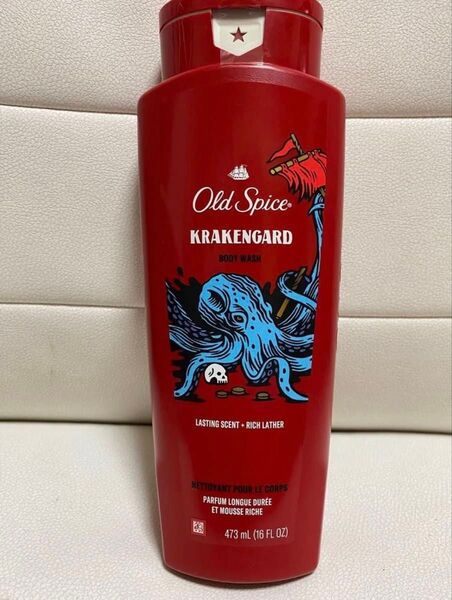 Old Spice®
KRAKENGARD
BODY WASH
LASTING SCENT + RICH LATHER
NETTOYANT POUR LE CORPS
PARFUM LONGUE DURÉE
ET MOUSSE RICHE
473 mL (16 FL OZ)